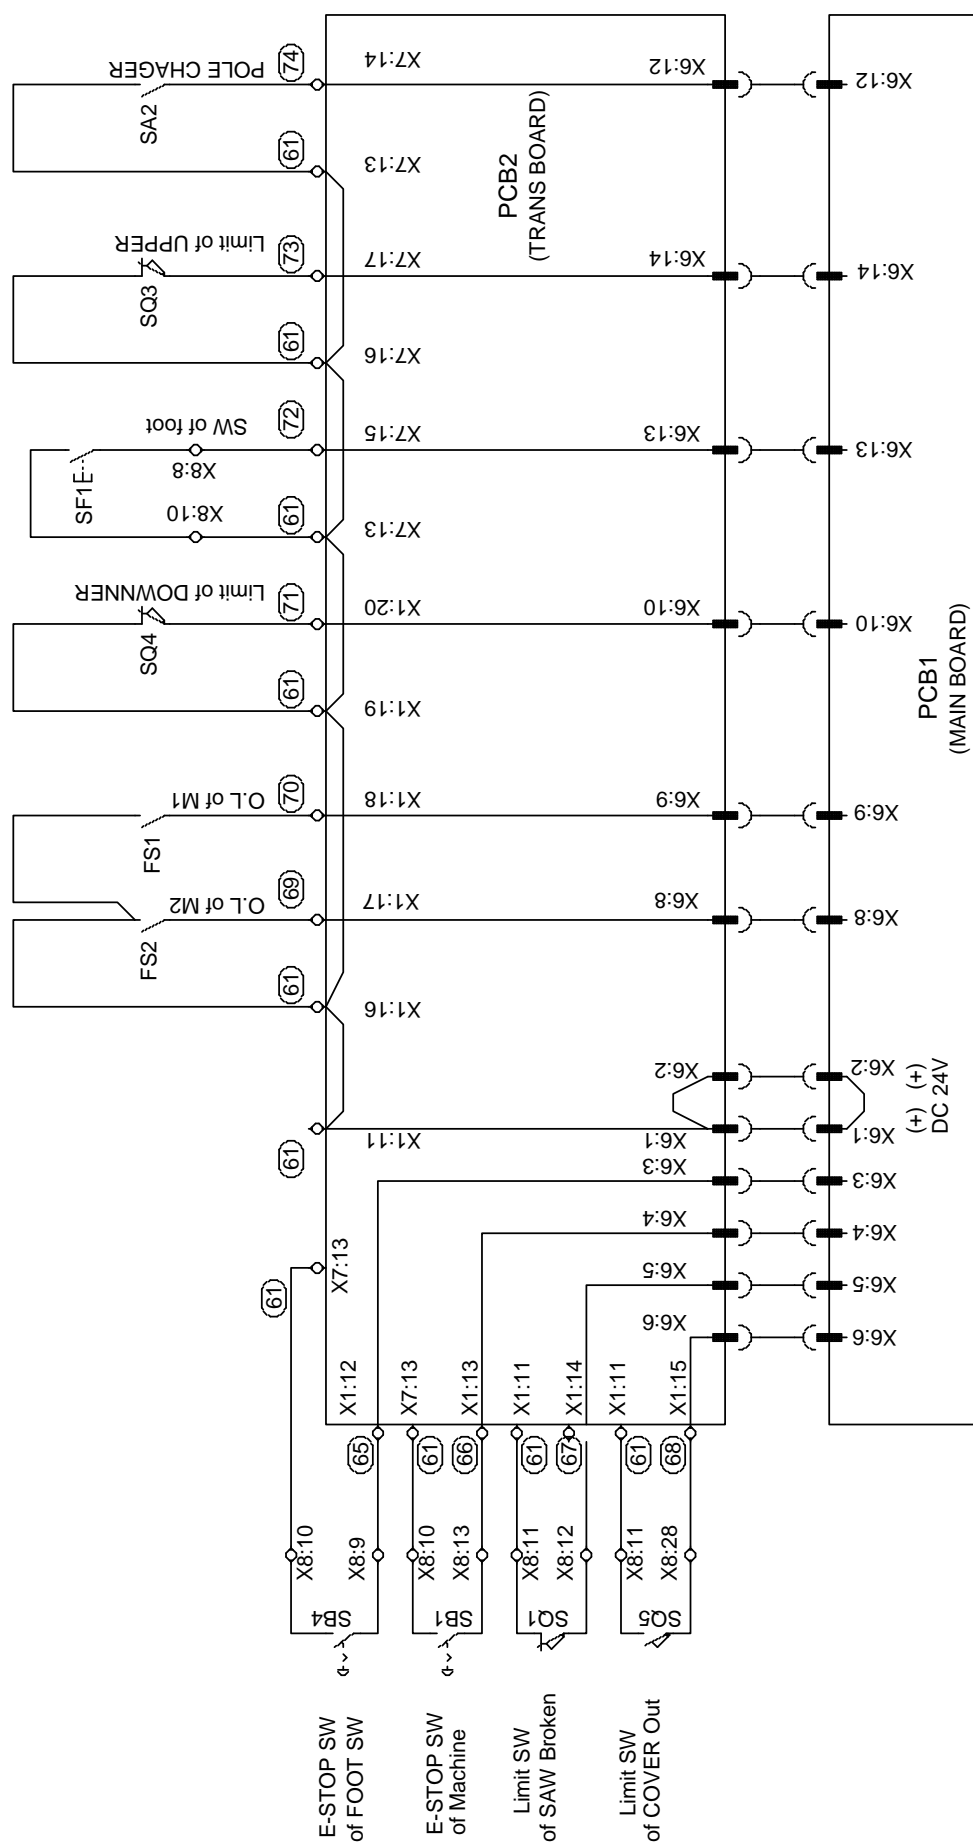 POLE CHAGER
SA2
74
61
X7:14
X7:13
X6:12
X6:12
Limit of UPPER
SQ3
73
61
X7:17
X7:16
X6:14
X6:14
SW of foot
SF1
X8:8
X8:10
72
61
X7:15
X7:13
X6:13
X6:13
Limit of DOWNNER
SQ4
71
61
X1:20
X1:19
X6:10
X6:10
O.L of M1
FS1
70
X1:18
X6:9
X6:9
O.L of M2
FS2
69
61
X1:17
X1:16
X6:8
X6:8
PCB2
(TRANS BOARD)
PCB1
(MAIN BOARD)
X6:2
X6:2
(+) (+)
DC 24V
61
X1:11
X6:1
X6:1
X6:3
X6:3
X6:4
X6:4
X6:5
X6:5
X6:6
X6:6
61
X7:13
X8:10
X8:9
65
X1:12
SB4
E-STOP SW
of FOOT SW
X8:10
X8:13
61
66
X7:13
X1:13
SB1
E-STOP SW
of Machine
X8:11
X8:12
61
67
X1:11
X1:14
SQ1
Limit SW
of SAW Broken
X8:11
X8:28
61
68
X1:11
X1:15
SQ5
Limit SW
of COVER Out